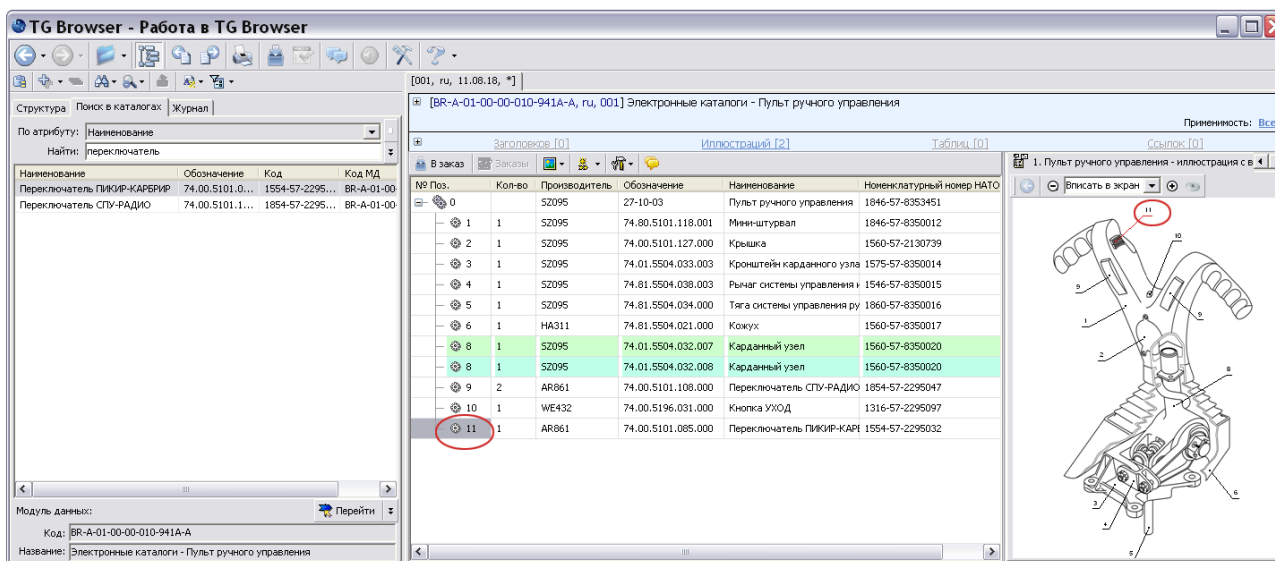 TG Browser - Работа в TG Browser
[001, ru, 11.08.18, *]
Структура Поиск в каталогах Журнал
По атрибуту: Наименование
Найти: переключатель
Наименование Обозначение Код Код МД
Переключатель ПИКИР-КАРБРИР 74.00.5101.0... 1554-57-2295... BR-A-01-00
Переключатель СПУ-РАДИО 74.00.5101.1... 1854-57-2295... BR-A-01-00
Модуль данных: Перейти
Код: BR-A-01-00-00-010-941A-A
Название: Электронные каталоги - Пульт ручного управления
[BR-A-01-00-00-010-941A-A, ru, 001] Электронные каталоги - Пульт ручного управления
Применимость: Все
Заголовков [0] Иллюстраций [2] Таблиц [0] Ссылок [0]
В заказ Заказы
№ Поз. Кол-во Производитель Обозначение Наименование Номенклатурный номер НАТО
0 SZ095 27-10-03 Пульт ручного управления 1846-57-8353451
1 1 SZ095 74.80.5101.118.001 Мини-штурвал 1846-57-8350012
2 1 SZ095 74.00.5101.127.000 Крышка 1560-57-2130739
3 1 SZ095 74.01.5504.033.003 Кронштейн карданного узла 1575-57-8350014
4 1 SZ095 74.81.5504.038.003 Рычаг системы управления 1546-57-8350015
5 1 SZ095 74.81.5504.034.000 Тяга системы управления ру 1860-57-8350016
6 1 HA311 74.81.5504.021.000 Кожух 1560-57-8350017
8 1 SZ095 74.01.5504.032.007 Карданный узел 1560-57-8350020
8 1 SZ095 74.01.5504.032.008 Карданный узел 1560-57-8350020
9 2 AR861 74.00.5101.108.000 Переключатель СПУ-РАДИО 1854-57-2295047
10 1 WE432 74.00.5196.031.000 Кнопка УХОД 1316-57-2295097
11 1 AR861 74.00.5101.085.000 Переключатель ПИКИР-КАРБ 1554-57-2295032
1. Пульт ручного управления - иллюстрация с в
Вписать в экран
11
10
9
9
1
2
8
6
3
4
5